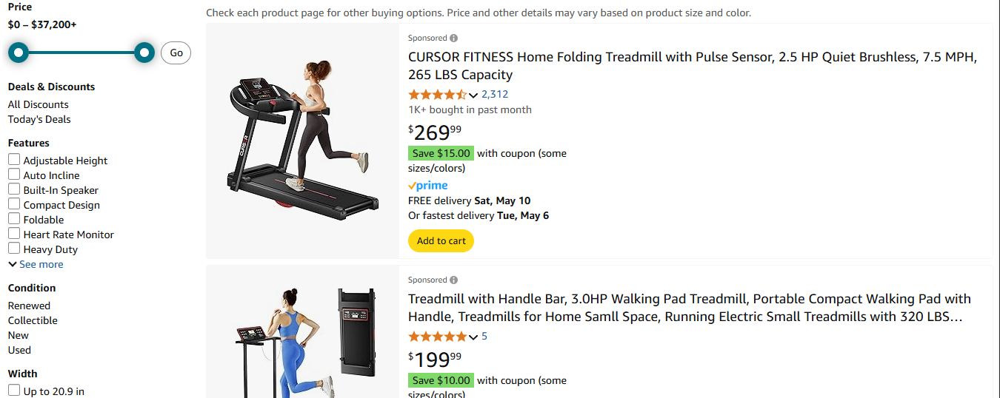 Price
$0 – $37,200+
Go
Deals & Discounts
All Discounts
Today's Deals
Features
Adjustable Height
Auto Incline
Built-In Speaker
Compact Design
Foldable
Heart Rate Monitor
Heavy Duty
See more
Condition
Renewed
Collectible
New
Used
Width
Up to 20.9 in
Check each product page for other buying options. Price and other details may vary based on product size and color.
Sponsored
CURSOR FITNESS Home Folding Treadmill with Pulse Sensor, 2.5 HP Quiet Brushless, 7.5 MPH,
265 LBS Capacity
2,312
1K+ bought in past month
$269.99
Save $15.00 with coupon (some
sizes/colors)
prime
FREE delivery Sat, May 10
Or fastest delivery Tue, May 6
Add to cart
Sponsored
Treadmill with Handle Bar, 3.0HP Walking Pad Treadmill, Portable Compact Walking Pad with
Handle, Treadmills for Home Samll Space, Running Electric Small Treadmills with 320 LBS…
5
$199.99
Save $10.00 with coupon (some
sizes/colors)